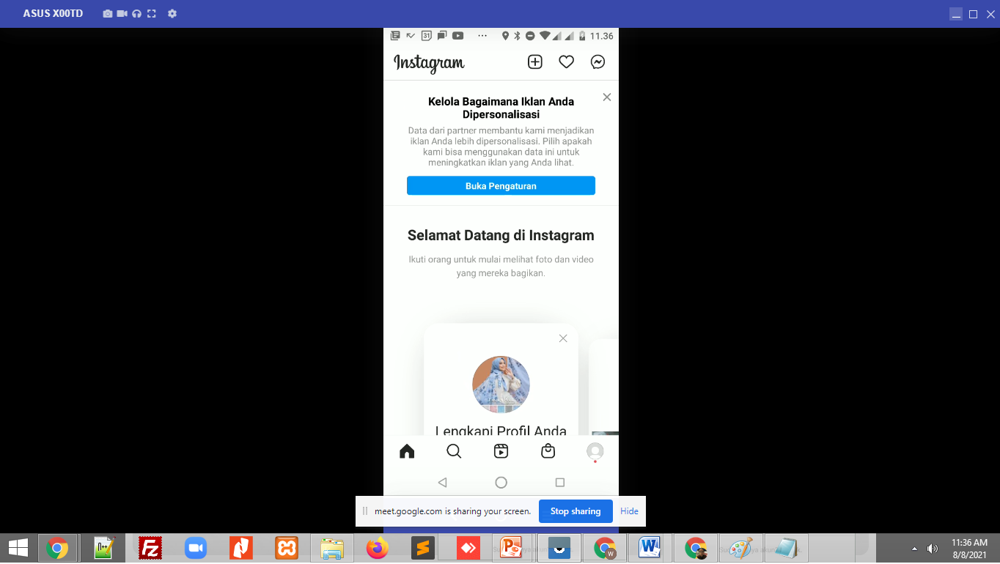 ASUS X00TD
31
11.36
Instagram
Kelola Bagaimana Iklan Anda
Dipersonalisasi
Data dari partner membantu kami menjadikan
iklan Anda lebih dipersonalisasi. Pilih apakah
kami bisa menggunakan data ini untuk
meningkatkan iklan yang Anda lihat.
Buka Pengaturan
Selamat Datang di Instagram
Ikuti orang untuk mulai melihat foto dan video
yang mereka bagikan.
Lengkapi Profil Anda
meet.google.com is sharing your screen.
Stop sharing
Hide
11:36 AM
8/8/2021